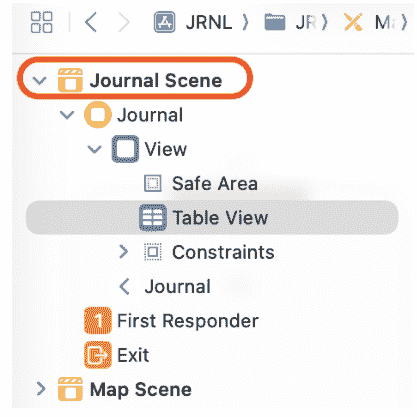 JRNL 〉 JR 〉 Ma 〉
Journal Scene
Journal
View
Safe Area
Table View
Constraints
Journal
1 First Responder
Exit
Map Scene